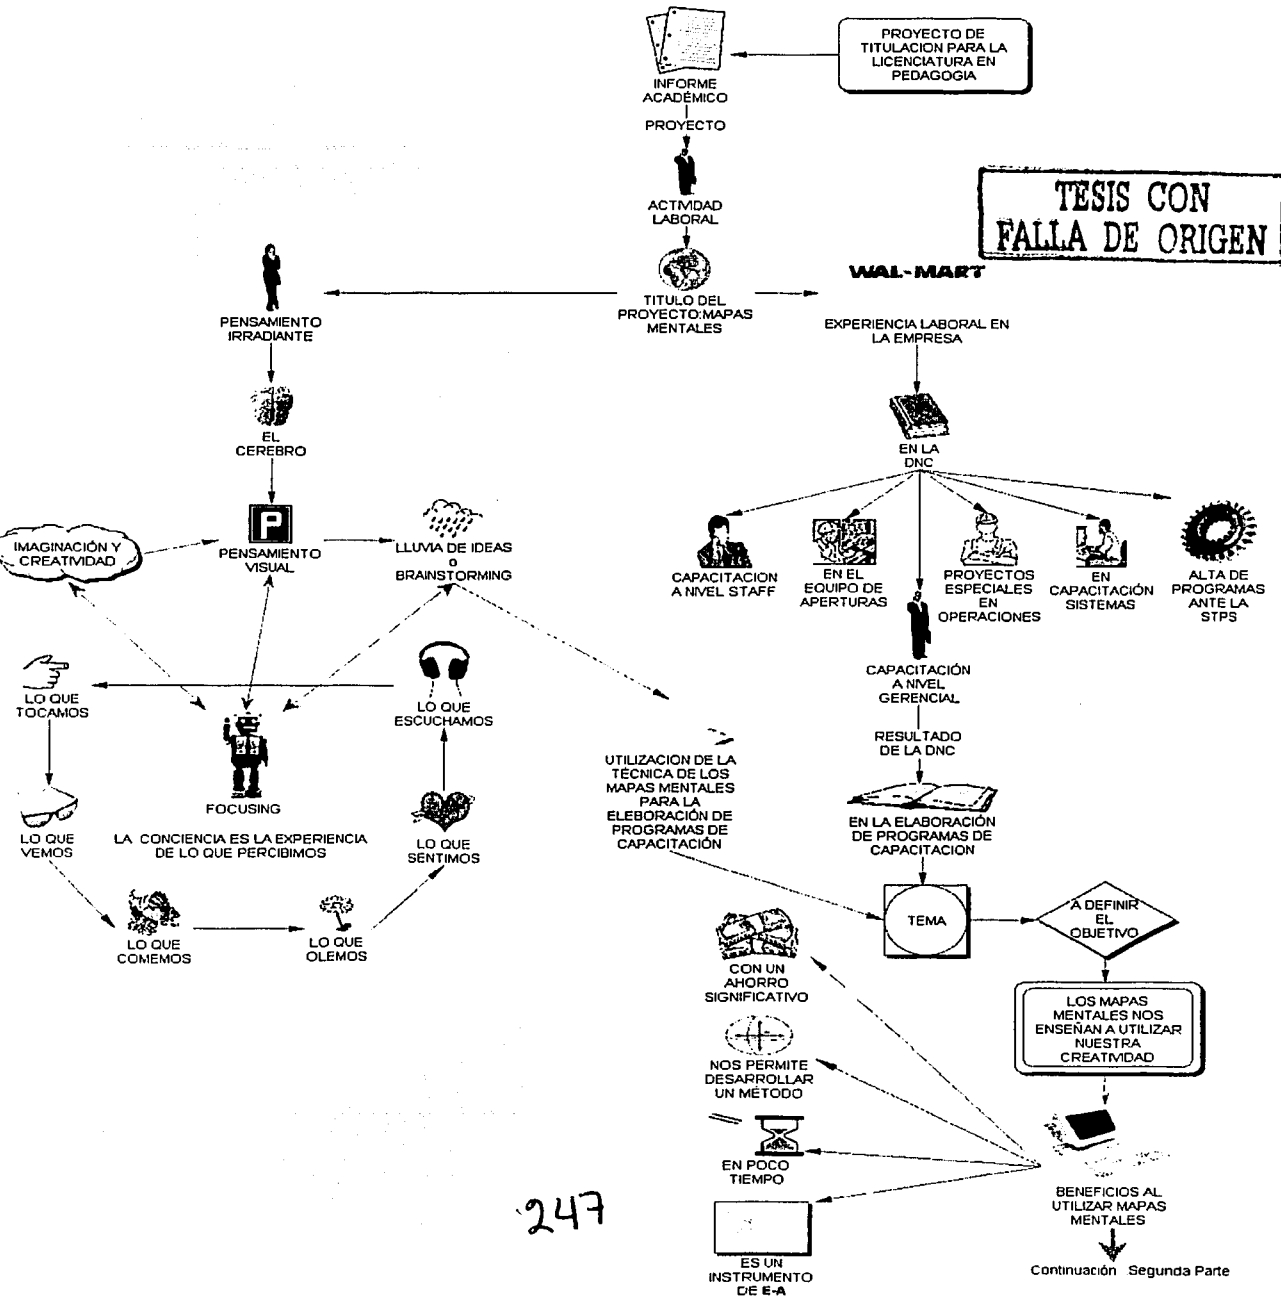 PROYECTO DE
TITULACION PARA LA
LICENCIATURA EN
PEDAGOGIA
INFORME
ACADÉMICO
PROYECTO
ACTIVIDAD
LABORAL
TESIS CON
FALLA DE ORIGEN
TITULO DEL
PROYECTO:MAPAS
MENTALES
WAL-MART
EXPERIENCIA LABORAL EN
LA EMPRESA
PENSAMIENTO
IRRADIANTE
EL
CEREBRO
EN LA
DNC
P
PENSAMIENTO
VISUAL
IMAGINACIÓN Y
CREATIVIDAD
LLUVIA DE IDEAS
o
BRAINSTORMING
CAPACITACION
A NIVEL STAFF
EN EL
EQUIPO DE
APERTURAS
PROYECTOS
ESPECIALES
EN
OPERACIONES
EN
CAPACITACIÓN
SISTEMAS
ALTA DE
PROGRAMAS
ANTE LA
STPS
CAPACITACIÓN
A NIVEL
GERENCIAL
LO QUE
TOCAMOS
LO QUE
ESCUCHAMOS
RESULTADO
DE LA DNC
FOCUSING
LA CONCIENCIA ES LA EXPERIENCIA
DE LO QUE PERCIBIMOS
LO QUE
VEMOS
LO QUE
SENTIMOS
LO QUE
COMEMOS
LO QUE
OLEMOS
UTILIZACION DE LA
TÉCNICA DE LOS
MAPAS MENTALES
PARA LA
ELEBORACIÓN DE
PROGRAMAS DE
CAPACITACIÓN
EN LA ELABORACIÓN
DE PROGRAMAS DE
CAPACITACION
TEMA
A DEFINIR
EL
OBJETIVO
LOS MAPAS
MENTALES NOS
ENSEÑAN A UTILIZAR
NUESTRA
CREATIVIDAD
CON UN
AHORRO
SIGNIFICATIVO
NOS PERMITE
DESARROLLAR
UN MÉTODO
EN POCO
TIEMPO
ES UN
INSTRUMENTO
DE E-A
BENEFICIOS AL
UTILIZAR MAPAS
MENTALES
Continuación Segunda Parte
247